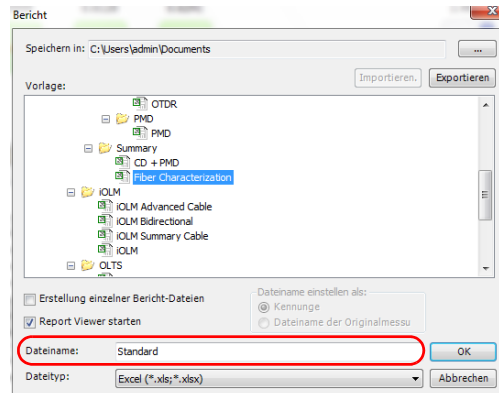 Bericht
Speichern in: C:\Users\admin\Documents ...
Importieren. Exportieren
Vorlage:
OTDR
PMD
PMD
Summary
CD + PMD
Fiber Characterization
iOLM
iOLM Advanced Cable
iOLM Bidirectional
iOLM Summary Cable
iOLM
OLTS
Erstellung einzelner Bericht-Dateien
Dateiname einstellen als:
Kennunge
Report Viewer starten
Dateiname der Originalmessu
Dateiname: Standard OK
Dateityp: Excel (*.xls;*.xlsx) Abbrechen